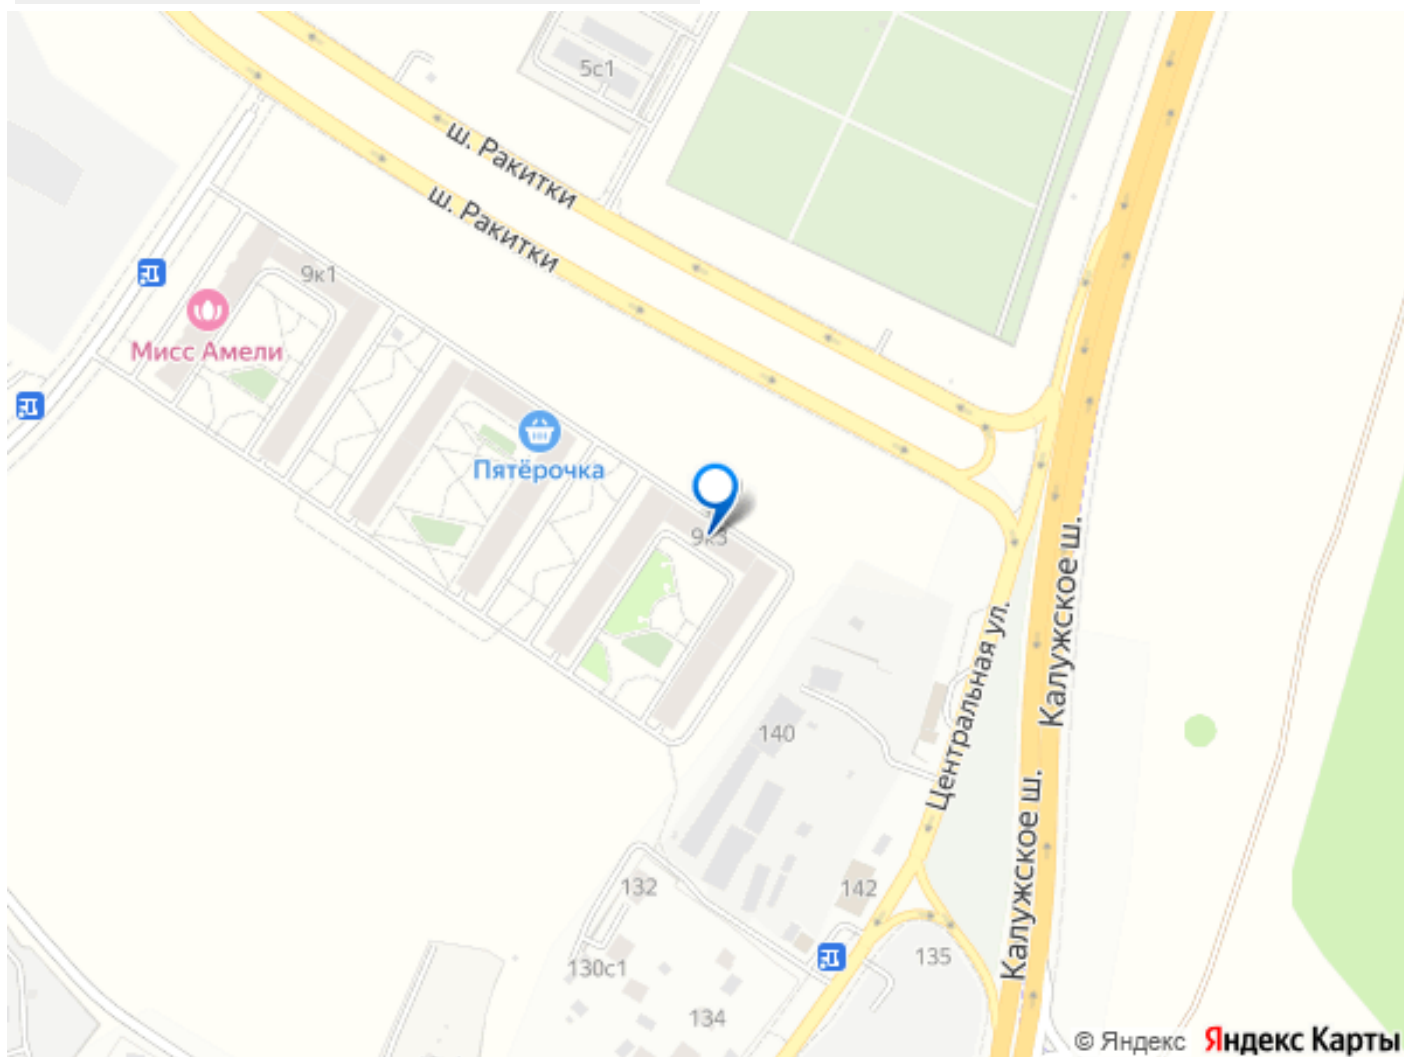 5с1
ш. Ракитки
ш. Ракитки
9к1
Мисс Амели
Пятёрочка
9к3
Калужское ш.
Центральная ул.
140
Калужское ш.
132
142
130с1
135
134
© Яндекс Яндекс Карты